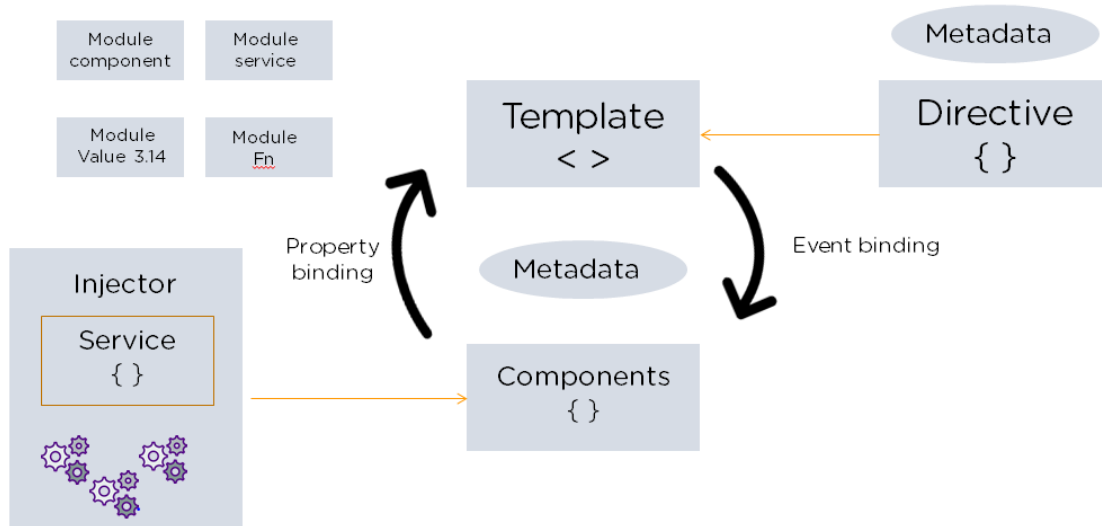 Module
component
Module
service
Module
Value 3.14
Module
Fn
Metadata
Directive
{ }
Template
< >
Property
binding
Metadata
Event binding
Injector
Service
{ }
Components
{ }